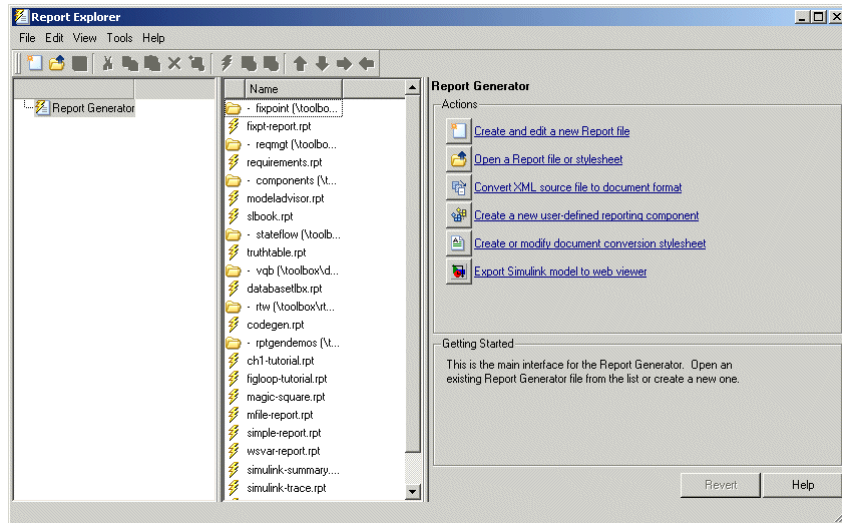 Report Explorer
File Edit View Tools Help
Report Generator
Name
- fixpoint (\toolbo...
fixpt-report.rpt
- reqmgt (\toolbo...
requirements.rpt
- components (\t...
modeladvisor.rpt
slbook.rpt
- stateflow (\toolb...
truthtable.rpt
- vqb (\toolbox\d...
databasetlbx.rpt
- rtw (\toolbox\rt...
codegen.rpt
- rptgendemos (\t...
ch1-tutorial.rpt
figloop-tutorial.rpt
magic-square.rpt
mfile-report.rpt
simple-report.rpt
wsvar-report.rpt
simulink-summary....
simulink-trace.rpt
Report Generator
Actions
Create and edit a new Report file
Open a Report file or stylesheet
Convert XML source file to document format
Create a new user-defined reporting component
Create or modify document conversion stylesheet
Export Simulink model to web viewer
Getting Started
This is the main interface for the Report Generator. Open an
existing Report Generator file from the list or create a new one.
Revert Help